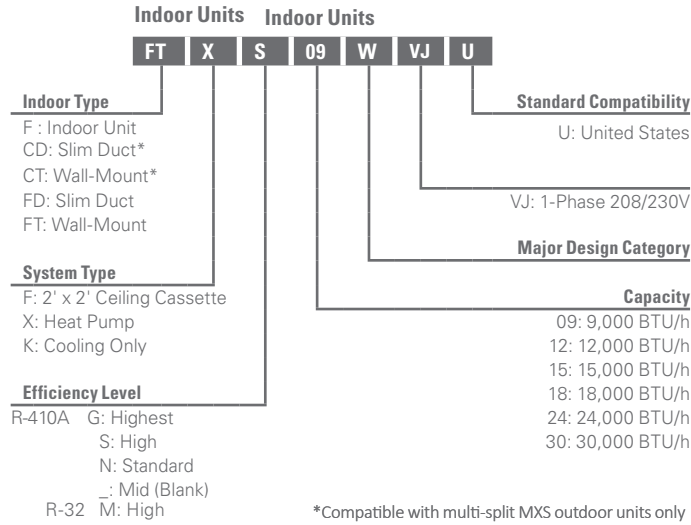 Indoor Units Indoor Units
FT X S 09 W VJ U
Indoor Type
F : Indoor Unit
CD: Slim Duct*
CT: Wall-Mount*
FD: Slim Duct
FT: Wall-Mount
System Type
F: 2' x 2' Ceiling Cassette
X: Heat Pump
K: Cooling Only
Efficiency Level
R-410A G: Highest
S: High
N: Standard
_: Mid (Blank)
R-32 M: High
Standard Compatibility
U: United States
VJ: 1-Phase 208/230V
Major Design Category
Capacity
09: 9,000 BTU/h
12: 12,000 BTU/h
15: 15,000 BTU/h
18: 18,000 BTU/h
24: 24,000 BTU/h
30: 30,000 BTU/h
*Compatible with multi-split MXS outdoor units only